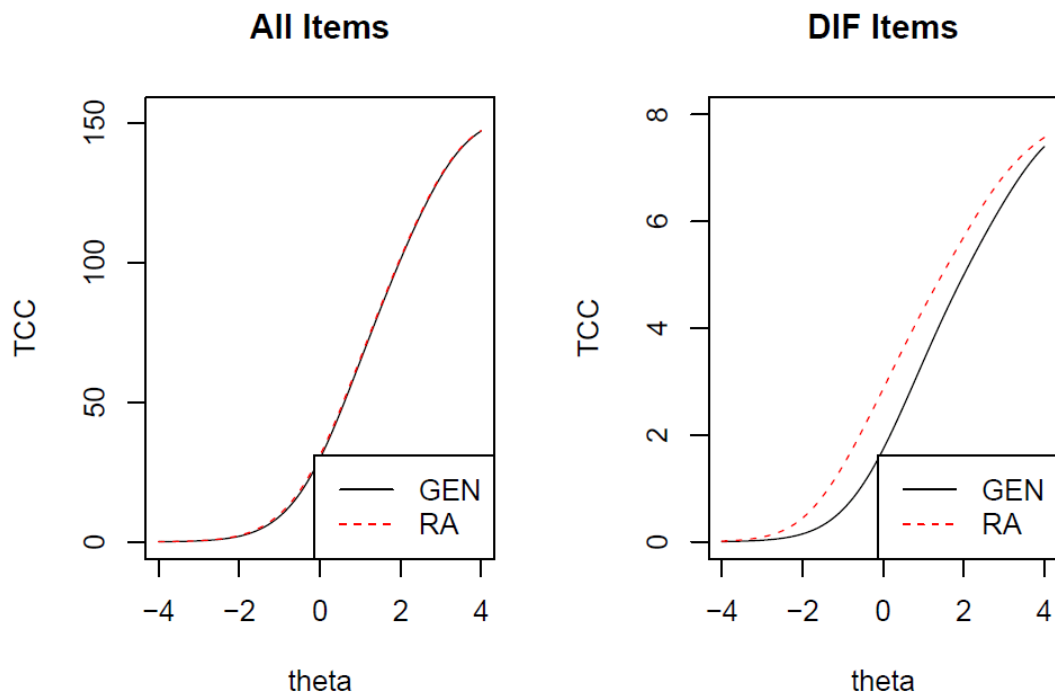 All Items
TCC
150
100
50
0
−4 −2 0 2 4
theta
GEN
RA
DIF Items
TCC
8
6
4
2
0
−4 −2 0 2 4
theta
GEN
RA